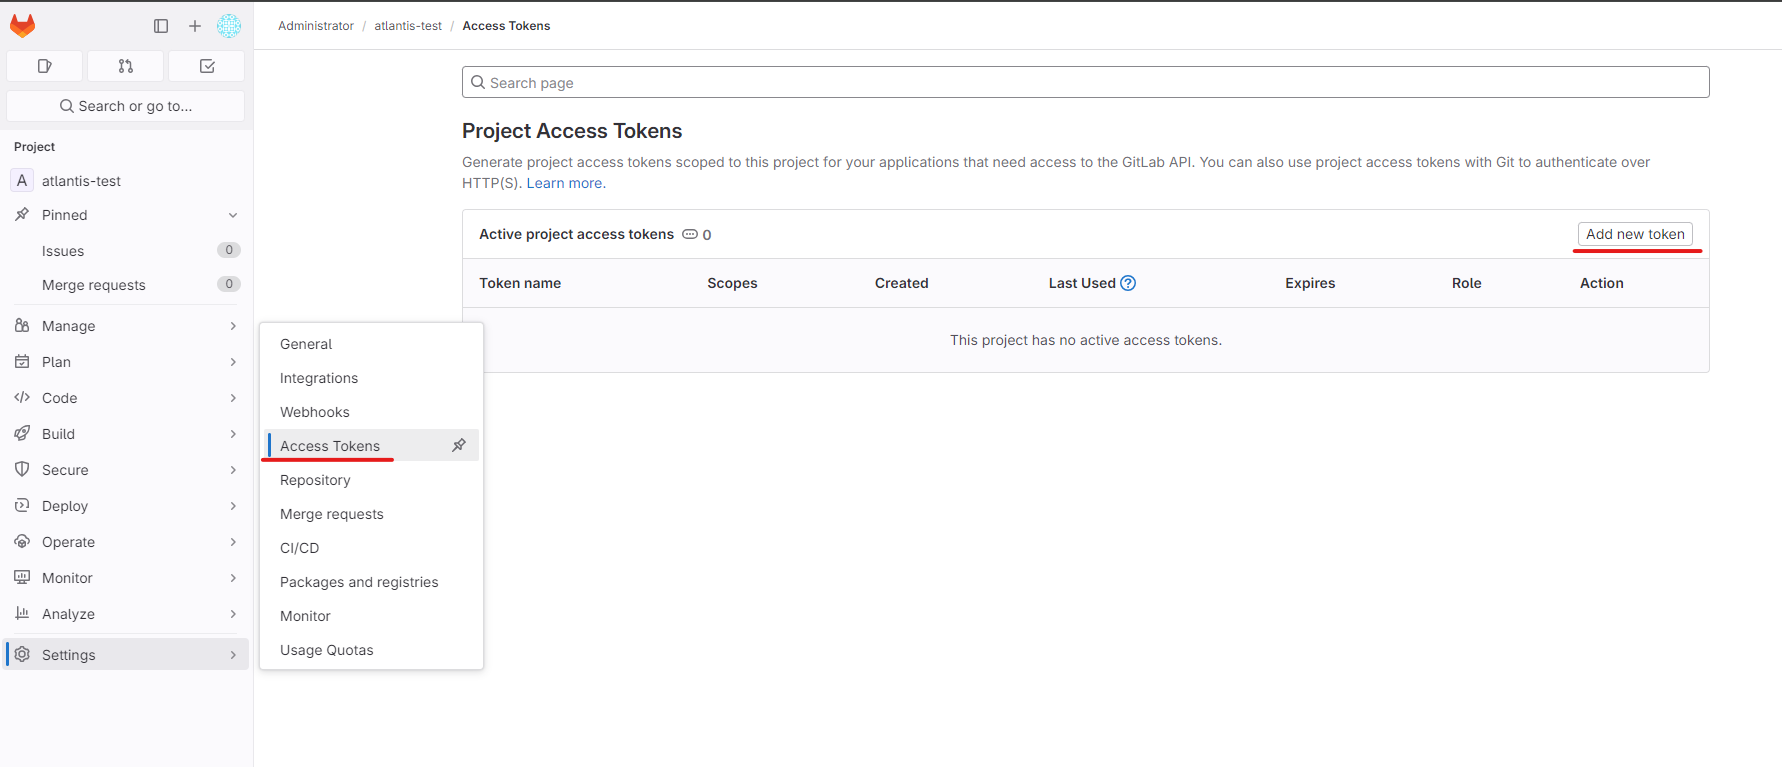 Administrator / atlantis-test / Access Tokens
Search or go to...
Project
A atlantis-test
Pinned
Issues 0
Merge requests 0
Manage
Plan
Code
Build
Secure
Deploy
Operate
Monitor
Analyze
Settings
General
Integrations
Webhooks
Access Tokens
Repository
Merge requests
CI/CD
Packages and registries
Monitor
Usage Quotas
Search page
Project Access Tokens
Generate project access tokens scoped to this project for your applications that need access to the GitLab API. You can also use project access tokens with Git to authenticate over
HTTP(S). Learn more.
Active project access tokens 0 Add new token
Token name Scopes Created Last Used ? Expires Role Action
This project has no active access tokens.